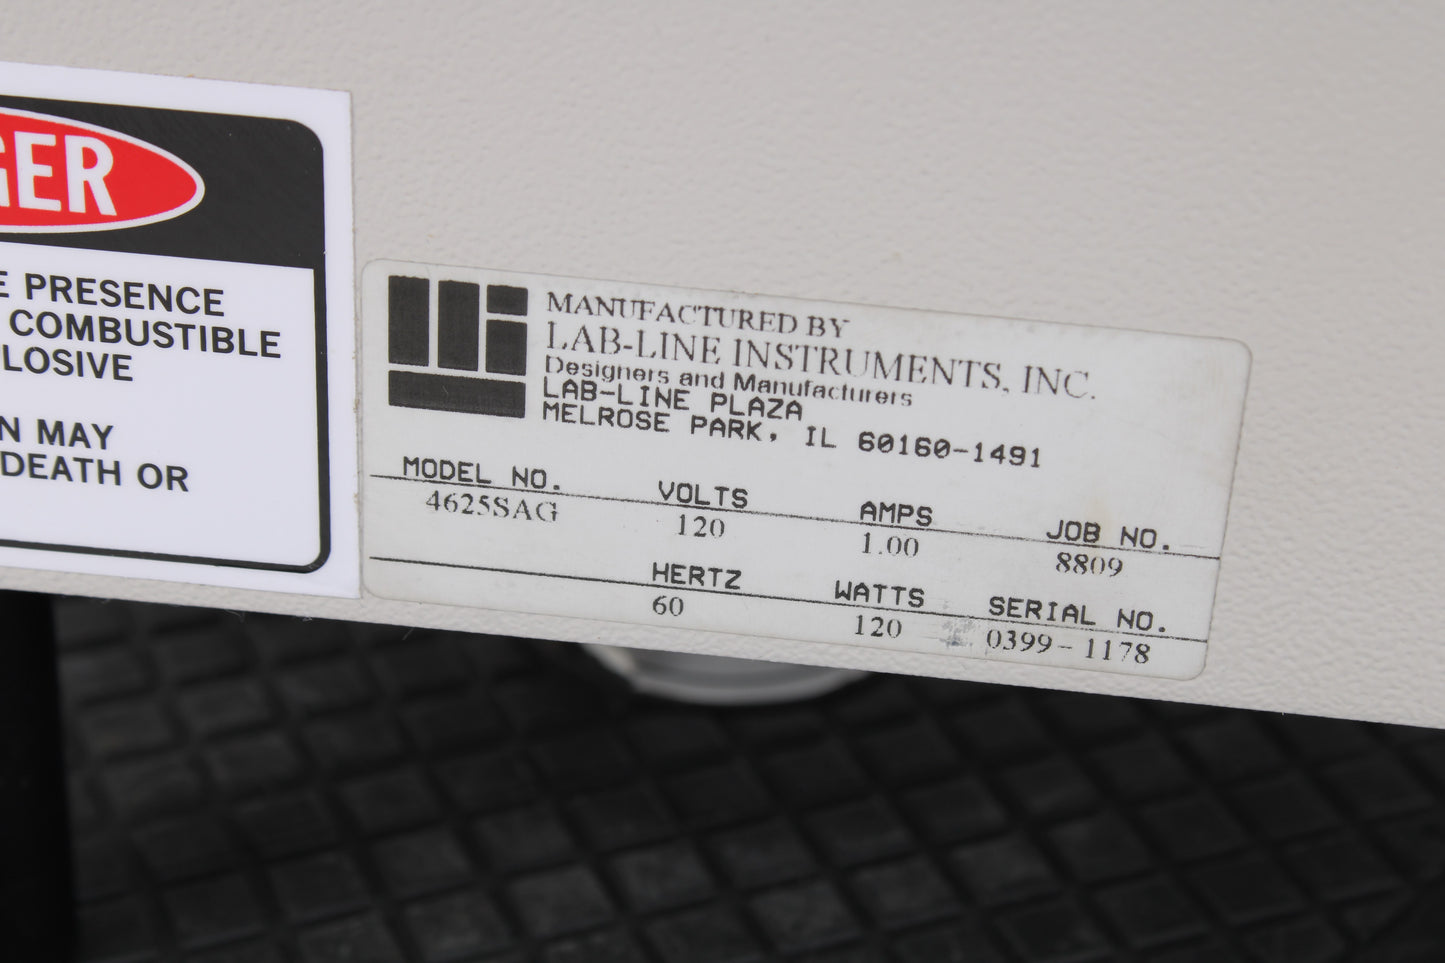 GER
E PRESENCE
COMBUSTIBLE
LOSIVE
N MAY
DEATH OR
MANUFACTURED BY
LAB-LINE INSTRUMENTS, INC.
Designers and Manufacturers
LAB-LINE PLAZA
MELROSE PARK, IL 60160-1491
MODEL NO. VOLTS AMPS JOB NO.
4625SAG 120 1.00 8809
HERTZ WATTS SERIAL NO.
60 120 0399-1178